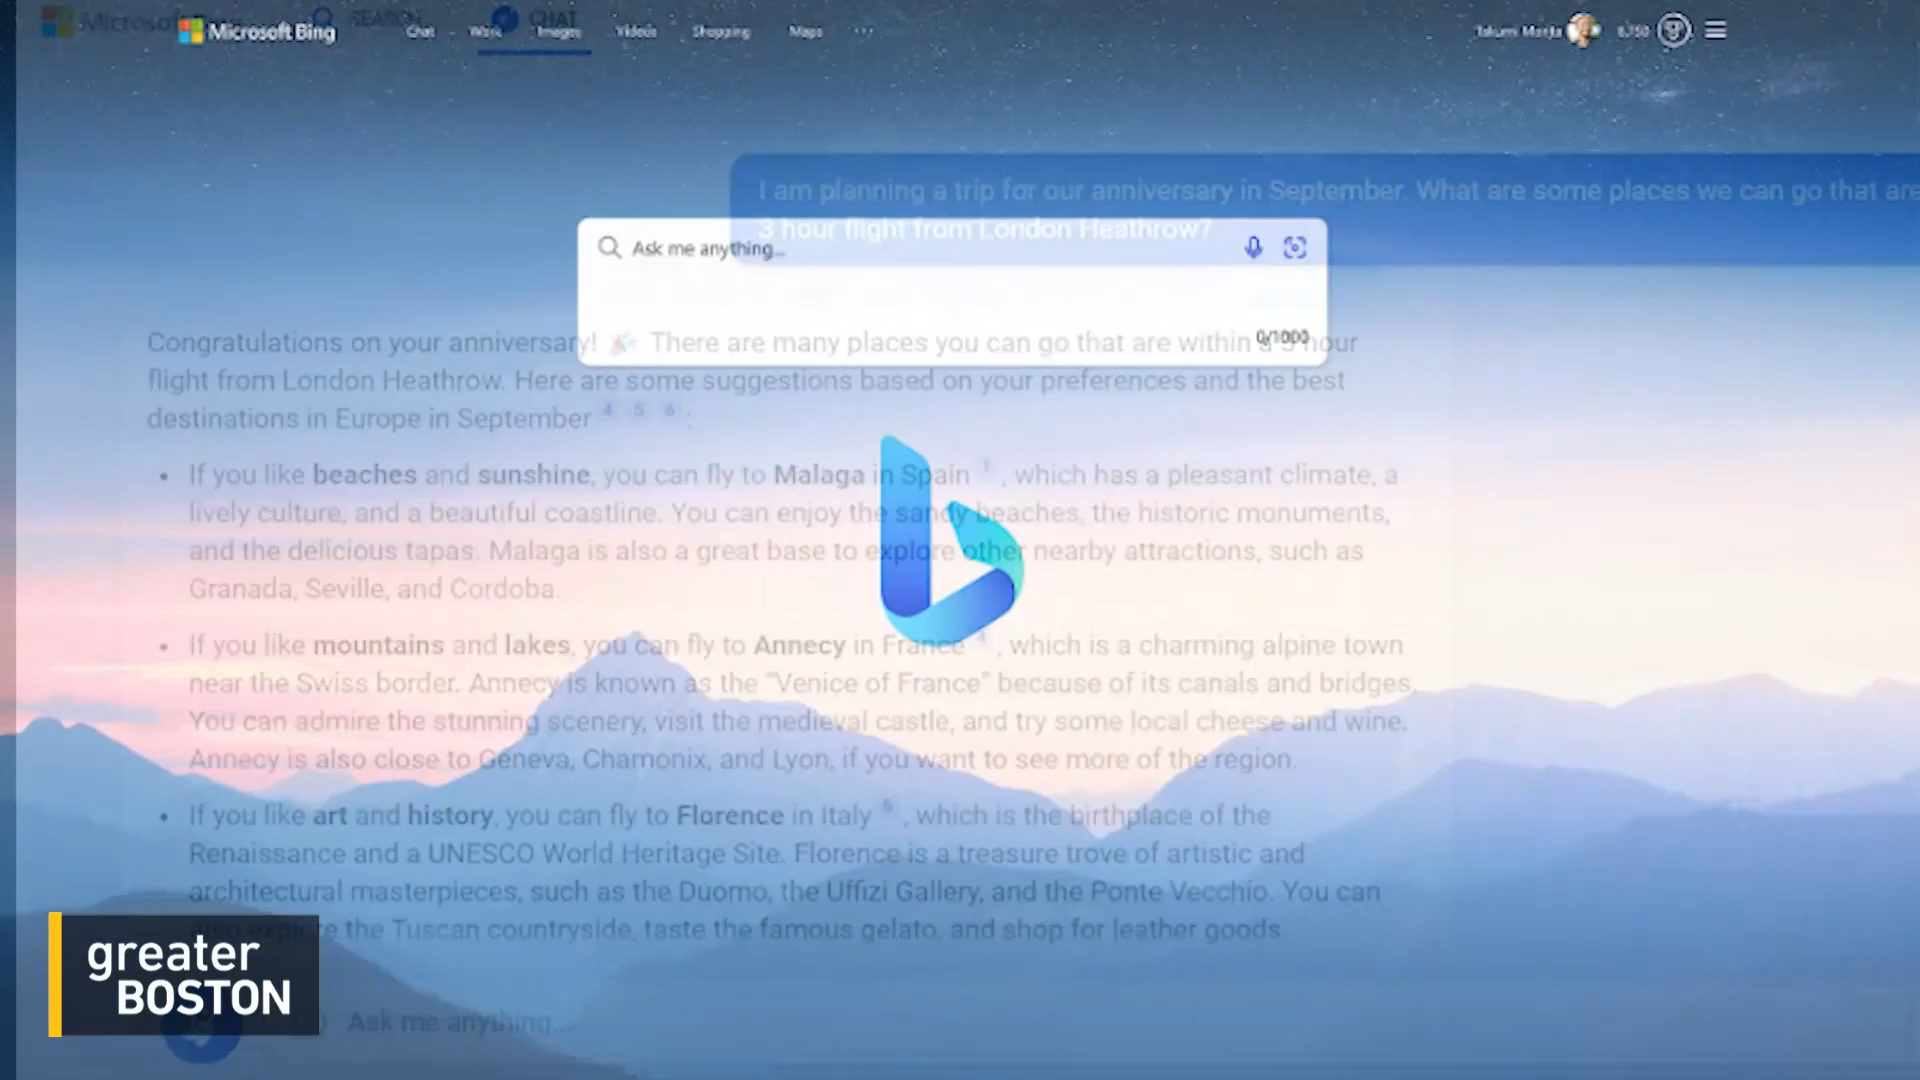 SEARCH
CHAT
Microsoft Bing
Chat
Work
Images
Videos
Shopping
Maps
I am planning a trip for our anniversary in September. What are some places we can go that are
3 hour flight from London Heathrow?
Ask me anything...
0/1000
Congratulations on your anniversary! 🎉 There are many places you can go that are within a 3 hour
flight from London Heathrow. Here are some suggestions based on your preferences and the best
destinations in Europe in September 4 5 6 :
• If you like beaches and sunshine, you can fly to Malaga in Spain 1 , which has a pleasant climate, a
lively culture, and a beautiful coastline. You can enjoy the sandy beaches, the historic monuments,
and the delicious tapas. Malaga is also a great base to explore other nearby attractions, such as
Granada, Seville, and Cordoba.
• If you like mountains and lakes, you can fly to Annecy in France 4 , which is a charming alpine town
near the Swiss border. Annecy is known as the "Venice of France" because of its canals and bridges.
You can admire the stunning scenery, visit the medieval castle, and try some local cheese and wine.
Annecy is also close to Geneva, Chamonix, and Lyon, if you want to see more of the region.
• If you like art and history, you can fly to Florence in Italy 6 , which is the birthplace of the
Renaissance and a UNESCO World Heritage Site. Florence is a treasure trove of artistic and
architectural masterpieces, such as the Duomo, the Uffizi Gallery, and the Ponte Vecchio. You can
also explore the Tuscan countryside, taste the famous gelato, and shop for leather goods.
greater
BOSTON
Ask me anything...